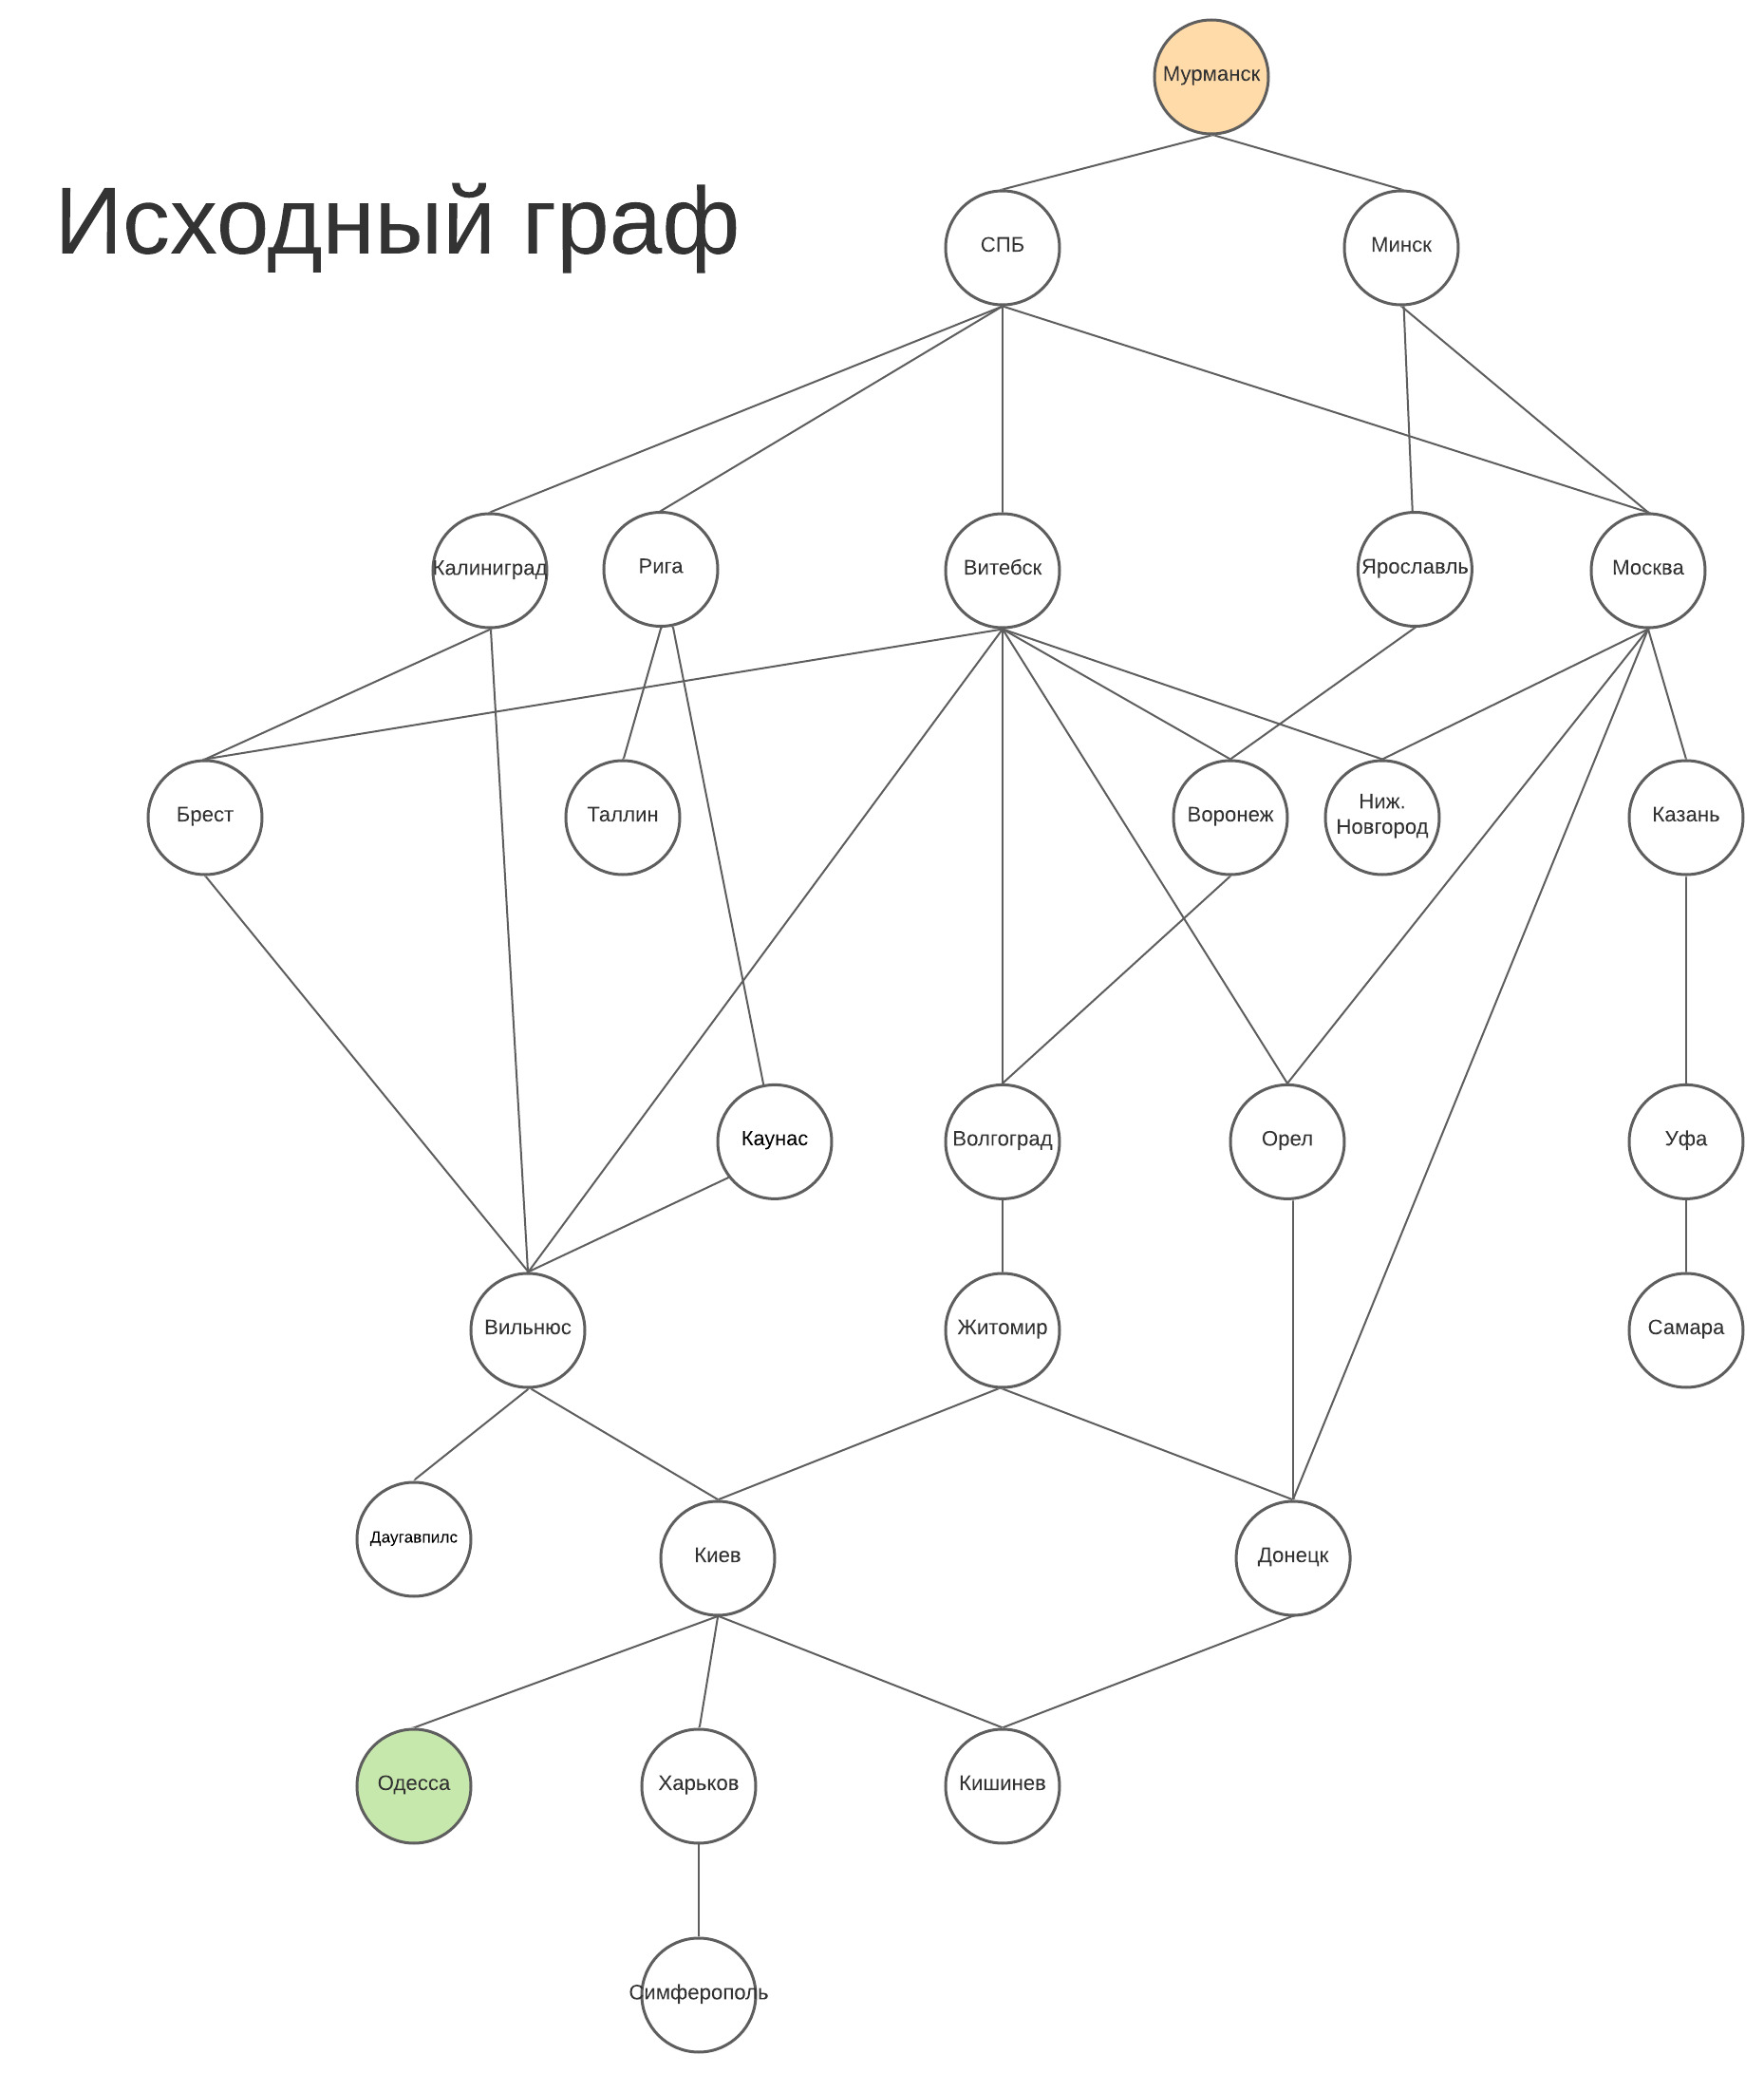 Мурманск
Исходный граф
СПБ
Минск
Калиниград
Рига
Витебск
Ярославль
Москва
Брест
Таллин
Воронеж
Ниж.
Новгород
Казань
Каунас
Волгоград
Орел
Уфа
Вильнюс
Житомир
Самара
Даугавпилс
Киев
Донецк
Одесса
Харьков
Кишинев
Симферополь